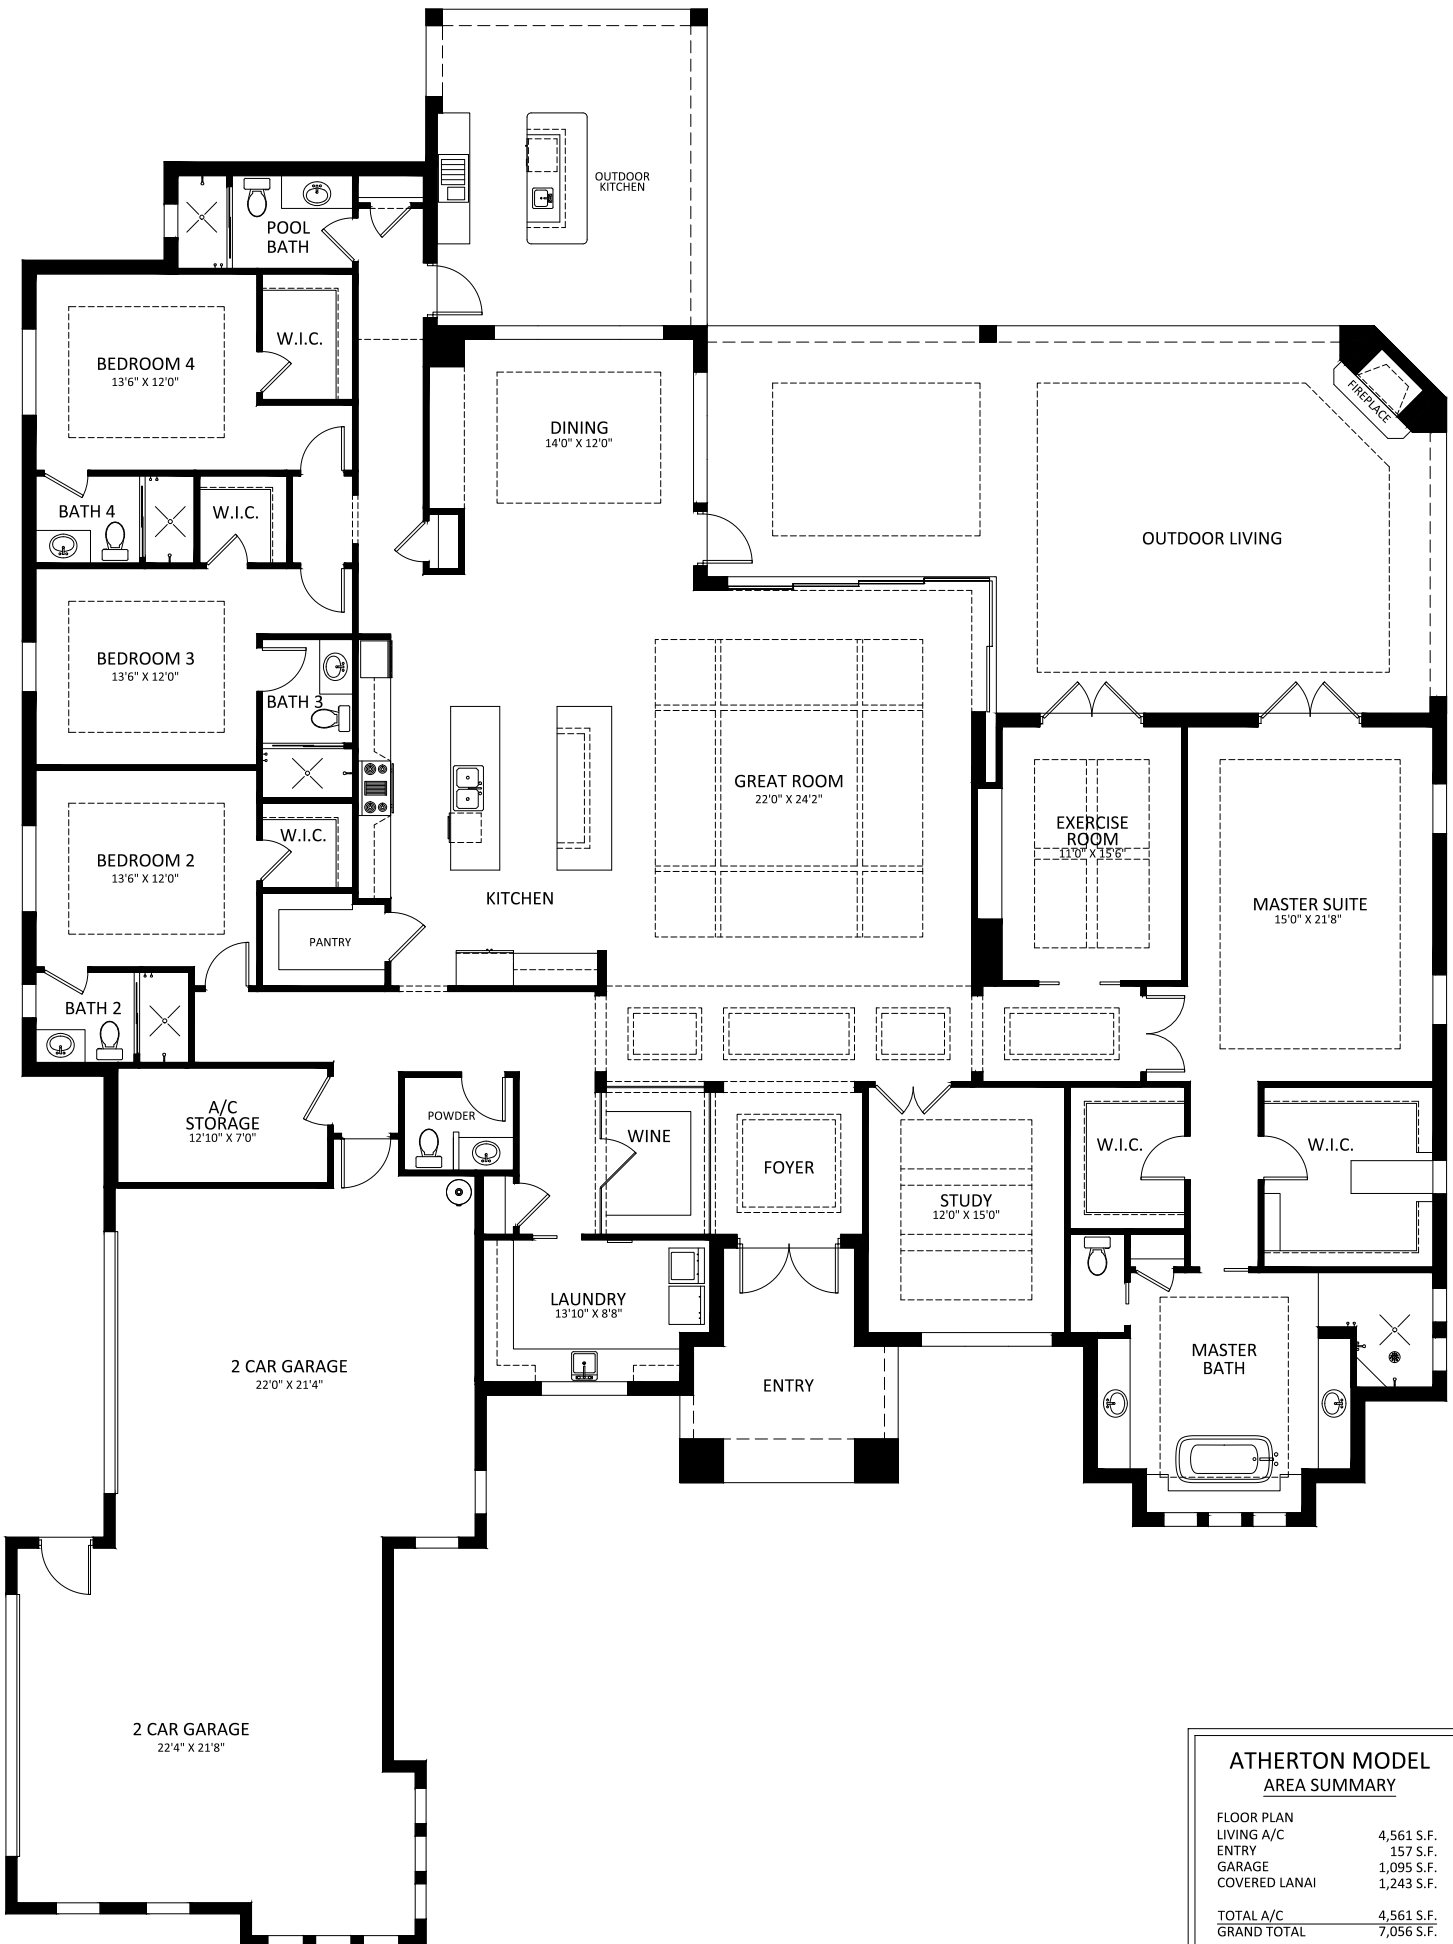 OUTDOOR
KITCHEN
POOL
BATH
W.I.C.
BEDROOM 4
13'6" X 12'0"
FIREPLACE
DINING
14'0" X 12'0"
BATH 4
W.I.C.
OUTDOOR LIVING
BEDROOM 3
13'6" X 12'0"
BATH 3
GREAT ROOM
22'0" X 24'2"
EXERCISE
ROOM
11'0" X 15'6"
W.I.C.
BEDROOM 2
13'6" X 12'0"
KITCHEN
MASTER SUITE
15'0" X 21'8"
PANTRY
BATH 2
A/C
STORAGE
12'10" X 7'0"
POWDER
WINE
FOYER
W.I.C.
W.I.C.
STUDY
12'0" X 15'0"
LAUNDRY
13'10" X 8'8"
MASTER
BATH
2 CAR GARAGE
22'0" X 21'4"
ENTRY
2 CAR GARAGE
22'4" X 21'8"
ATHERTON MODEL
AREA SUMMARY
FLOOR PLAN
LIVING A/C 4,561 S.F.
ENTRY 157 S.F.
GARAGE 1,095 S.F.
COVERED LANAI 1,243 S.F.
TOTAL A/C 4,561 S.F.
GRAND TOTAL 7,056 S.F.